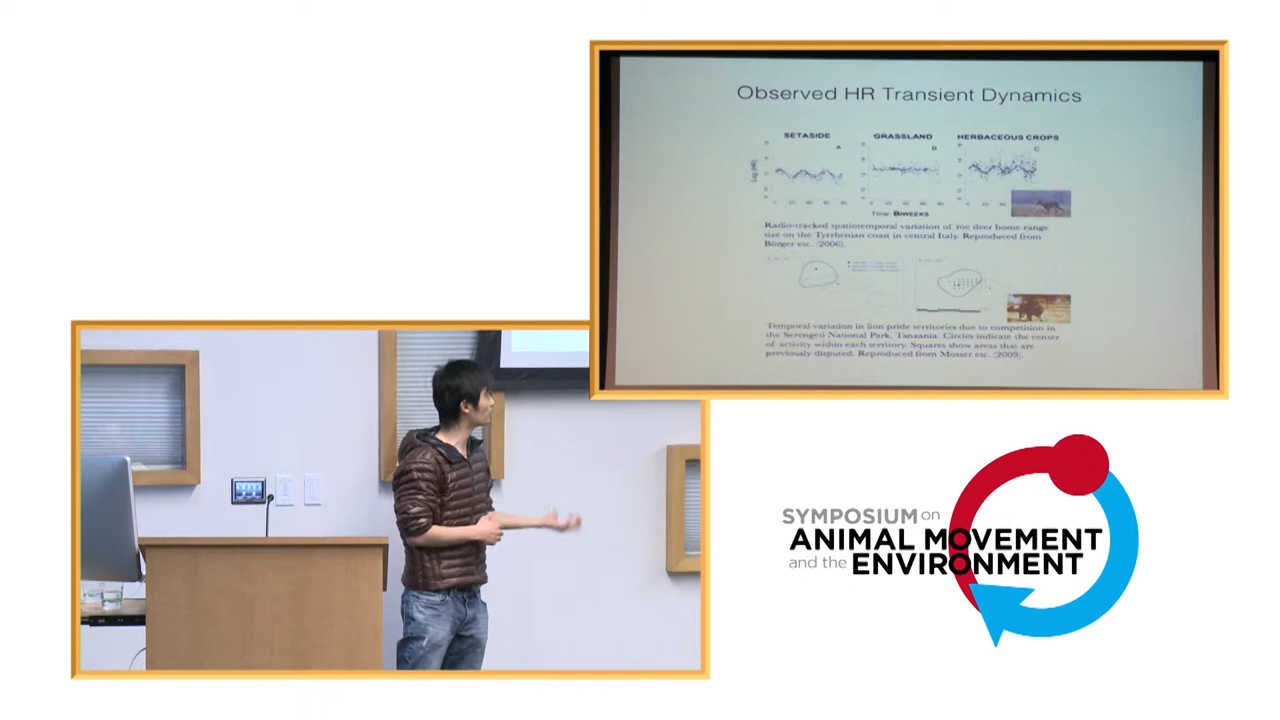 Observed HR Transient Dynamics
SETASIDE
GRASSLAND
HERBACEOUS CROPS
A
B
C
TIME: BIWEEKS
Radio-tracked spatiotemporal variation of roe deer home range
size on the Tyrrhenian coast in central Italy. Reproduced from
Börger etc. (2006).
Temporal variation in lion pride territories due to competition in
the Serengeti National Park, Tanzania. Circles indicate the center
of activity within each territory. Squares show areas that are
previously disputed. Reproduced from Mosser etc. (2009).
SYMPOSIUM on
ANIMAL MOVEMENT
and the ENVIRONMENT